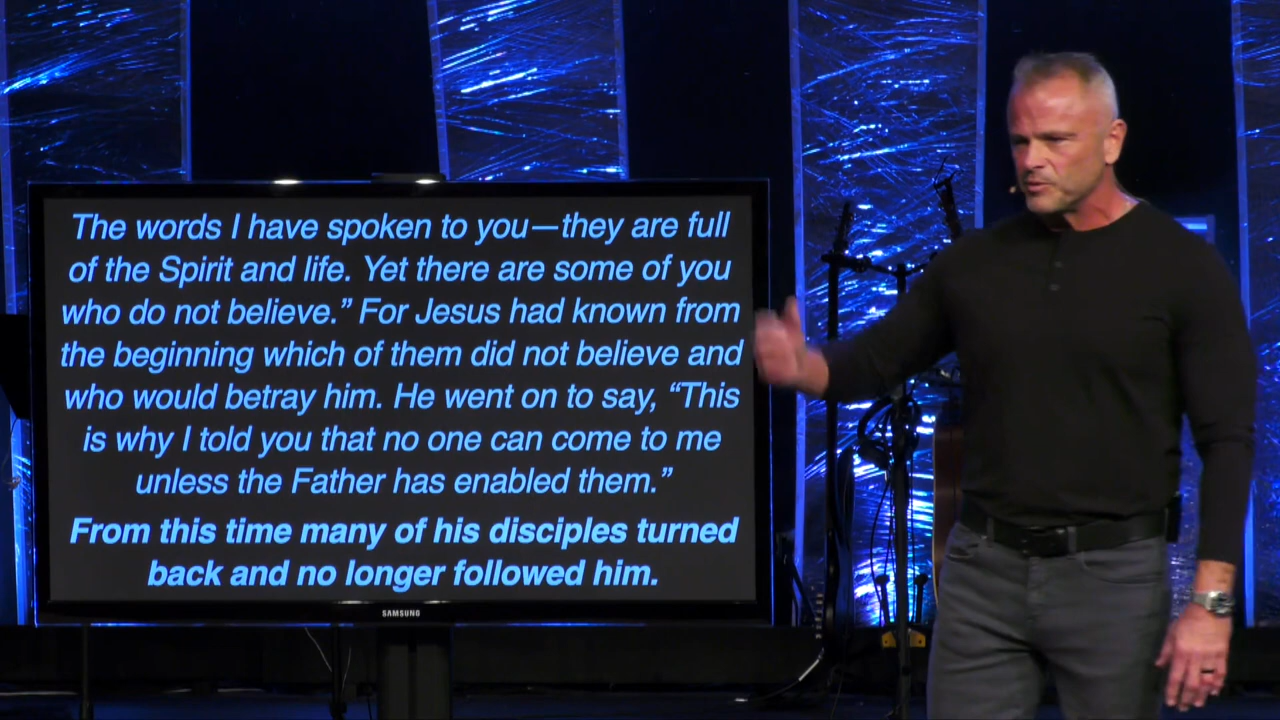 The words I have spoken to you—they are full
of the Spirit and life. Yet there are some of you
who do not believe.” For Jesus had known from
the beginning which of them did not believe and
who would betray him. He went on to say, “This
is why I told you that no one can come to me
unless the Father has enabled them.”
From this time many of his disciples turned
back and no longer followed him.
SAMSUNG